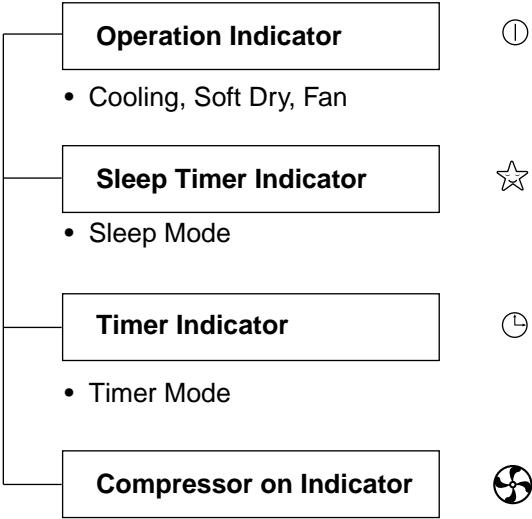 Operation Indicator
• Cooling, Soft Dry, Fan
Sleep Timer Indicator
• Sleep Mode
Timer Indicator
• Timer Mode
Compressor on Indicator